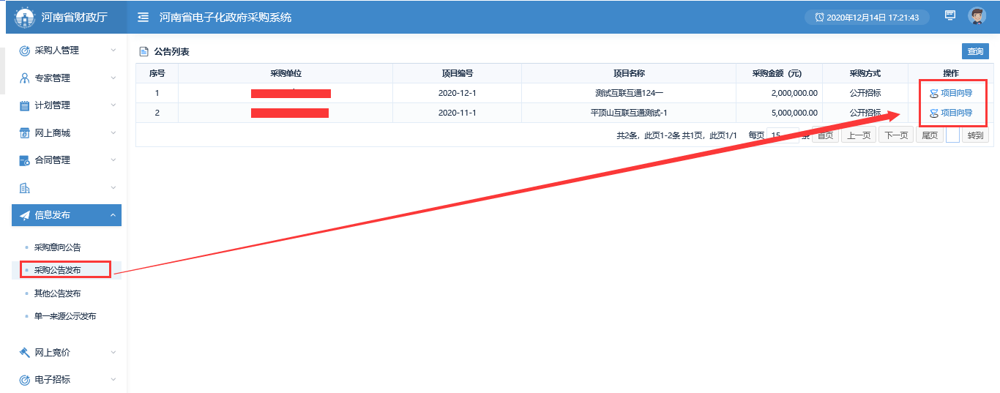 河南省财政厅
河南省电子化政府采购系统
2020年12月14日 17:21:43
采购人管理
专家管理
计划管理
网上商城
合同管理
信息发布
采购意向公告
采购公告发布
其他公告发布
单一来源公示发布
网上竞价
电子招标
公告列表
查询
序号 采购单位 项目编号 项目名称 采购金额（元） 采购方式 操作
1 2020-12-1 测试互联互通124一 2,000,000.00 公开招标 项目向导
2 2020-11-1 平顶山互联互通测试-1 5,000,000.00 公开招标 项目向导
共2条，此页1-2条 共1页，此页1/1 每页 15 条 首页 上一页 下一页 尾页 转到